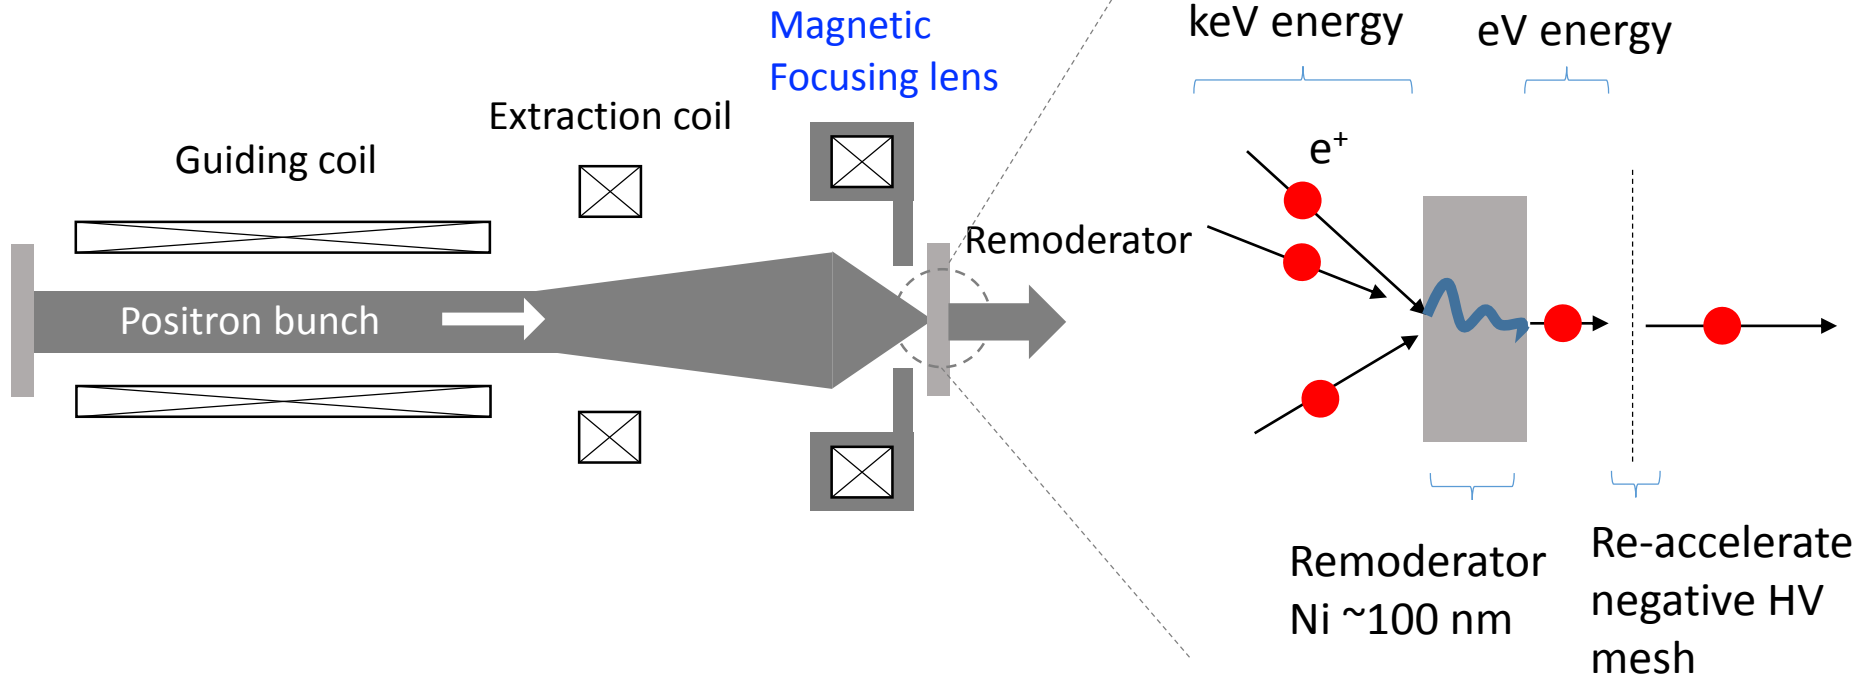 Magnetic
Focusing lens
keV energy
eV energy
Extraction coil
Guiding coil
e⁺
Remoderator
Positron bunch
Remoderator
Ni ~100 nm
Re-accelerate
negative HV
mesh